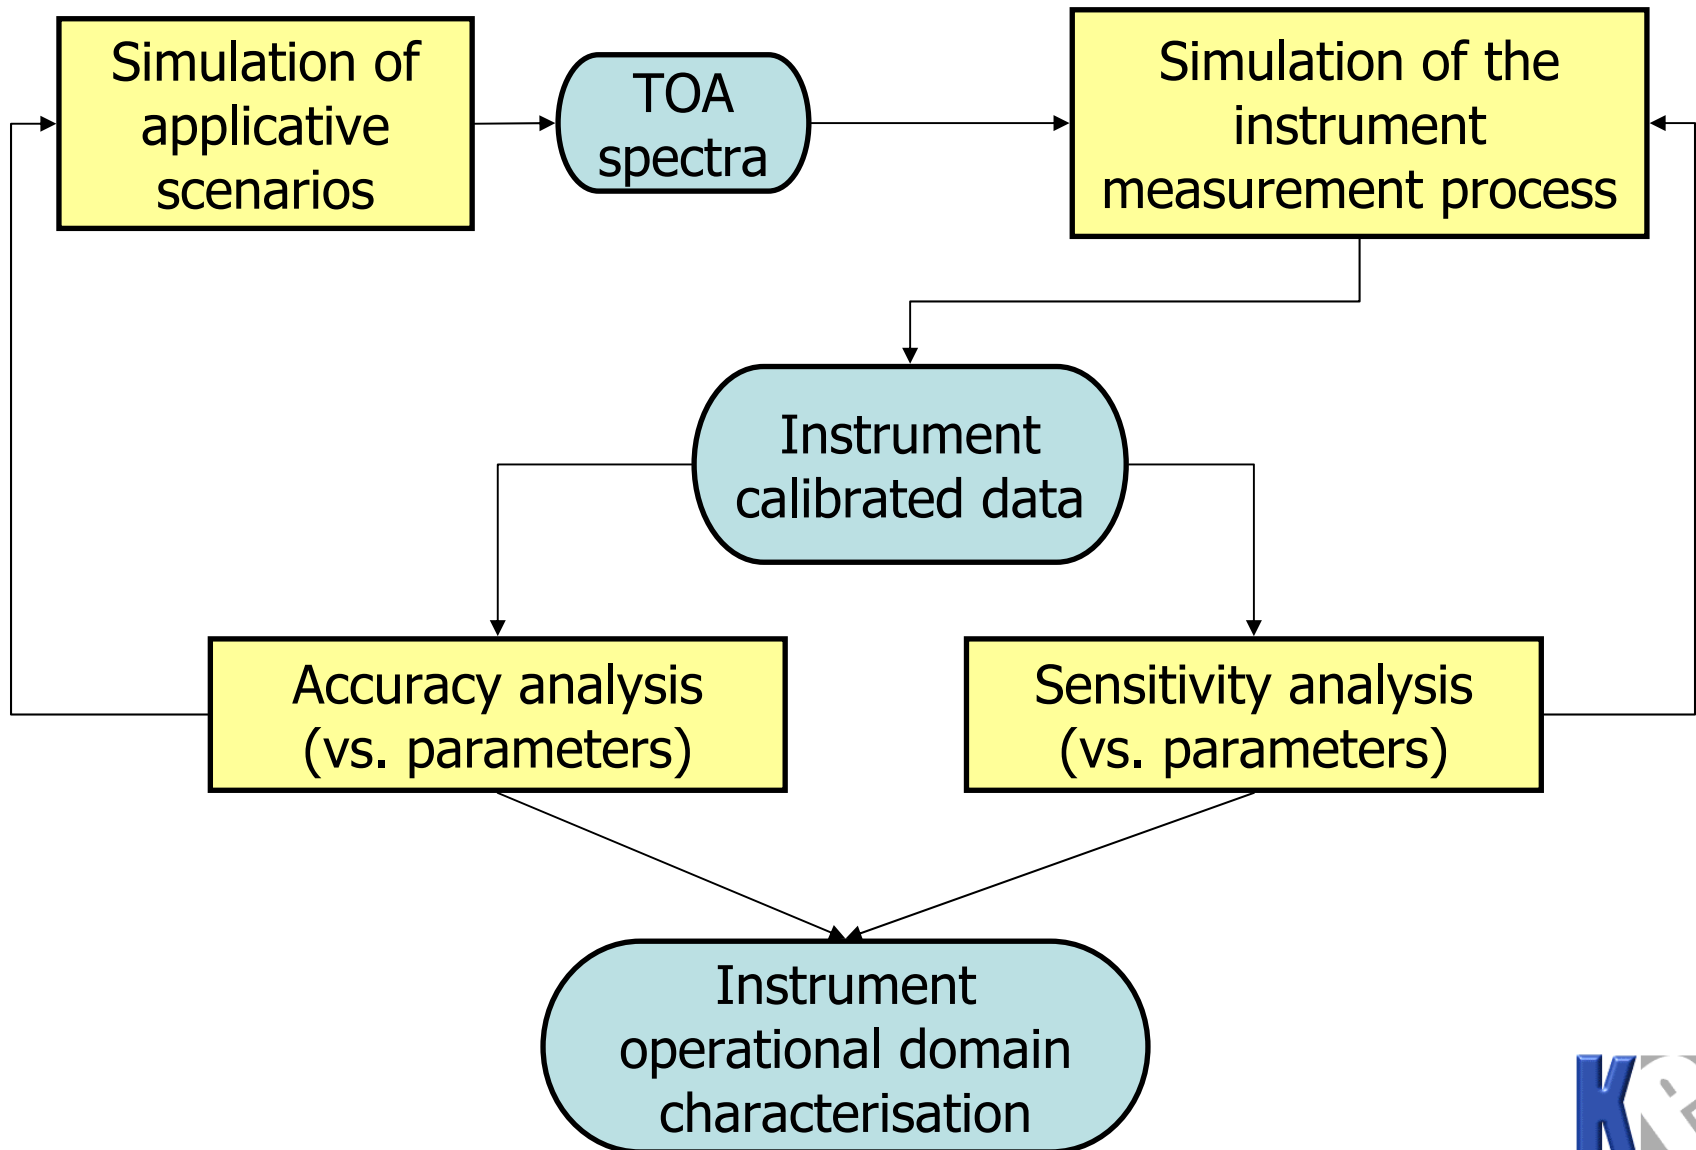 Simulation of
applicative
scenarios
TOA
spectra
Simulation of the
instrument
measurement process
Instrument
calibrated data
Accuracy analysis
(vs. parameters)
Sensitivity analysis
(vs. parameters)
Instrument
operational domain
characterisation